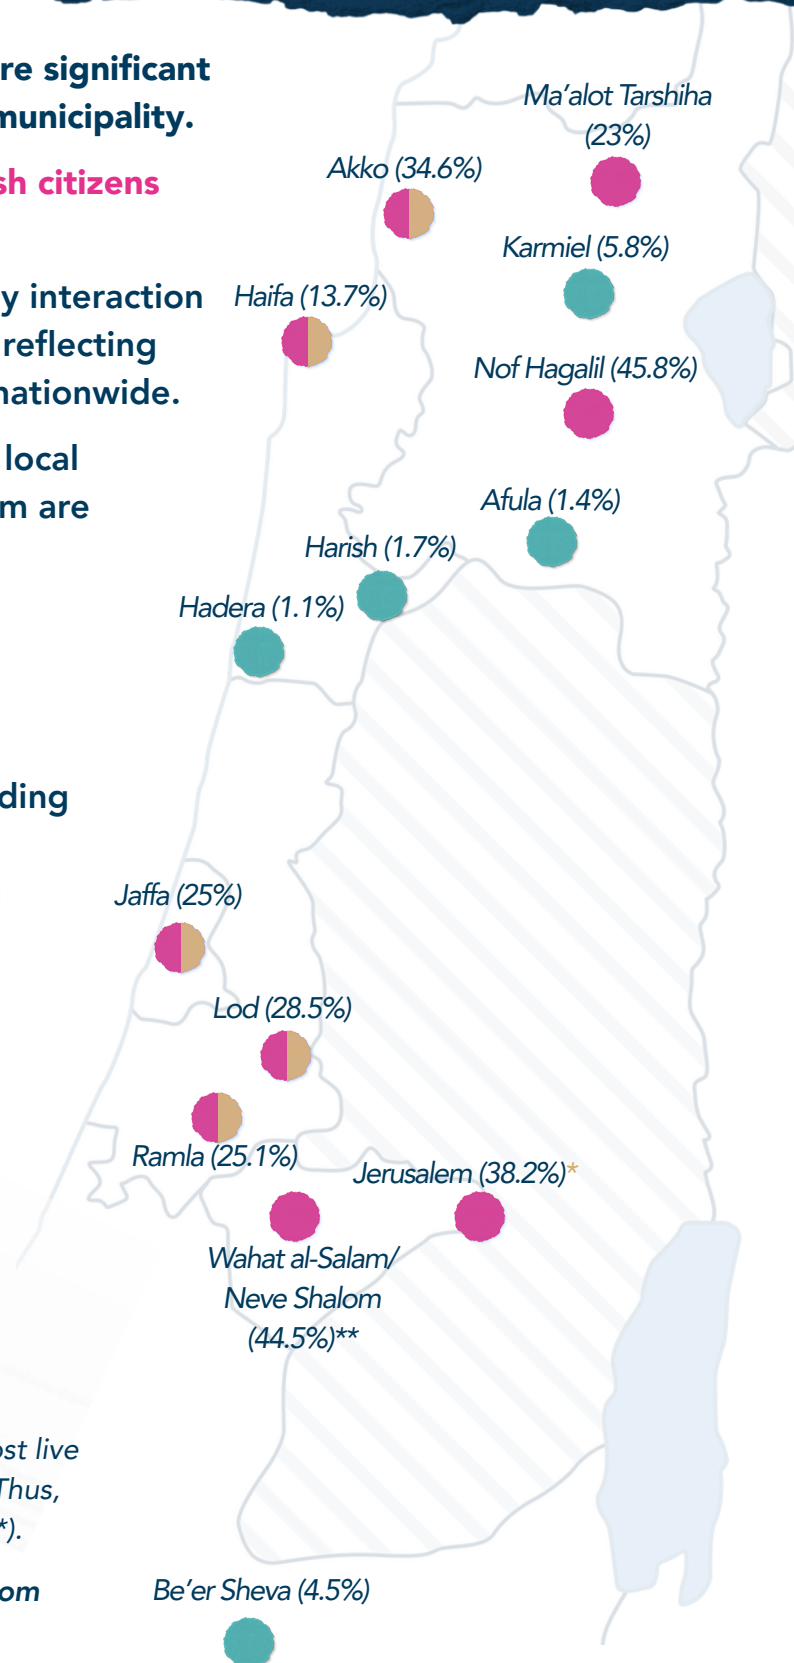 re significant
municipality.
sh citizens
y interaction
reflecting
nationwide.
local
m are
ding
ost live
Thus,
*).
om
Ma'alot Tarshiha
(23%)
Akko (34.6%)
Karmiel (5.8%)
Haifa (13.7%)
Nof Hagalil (45.8%)
Afula (1.4%)
Harish (1.7%)
Hadera (1.1%)
Jaffa (25%)
Lod (28.5%)
Ramla (25.1%)
Jerusalem (38.2%)*
Wahat al-Salam/
Neve Shalom
(44.5%)**
Be'er Sheva (4.5%)